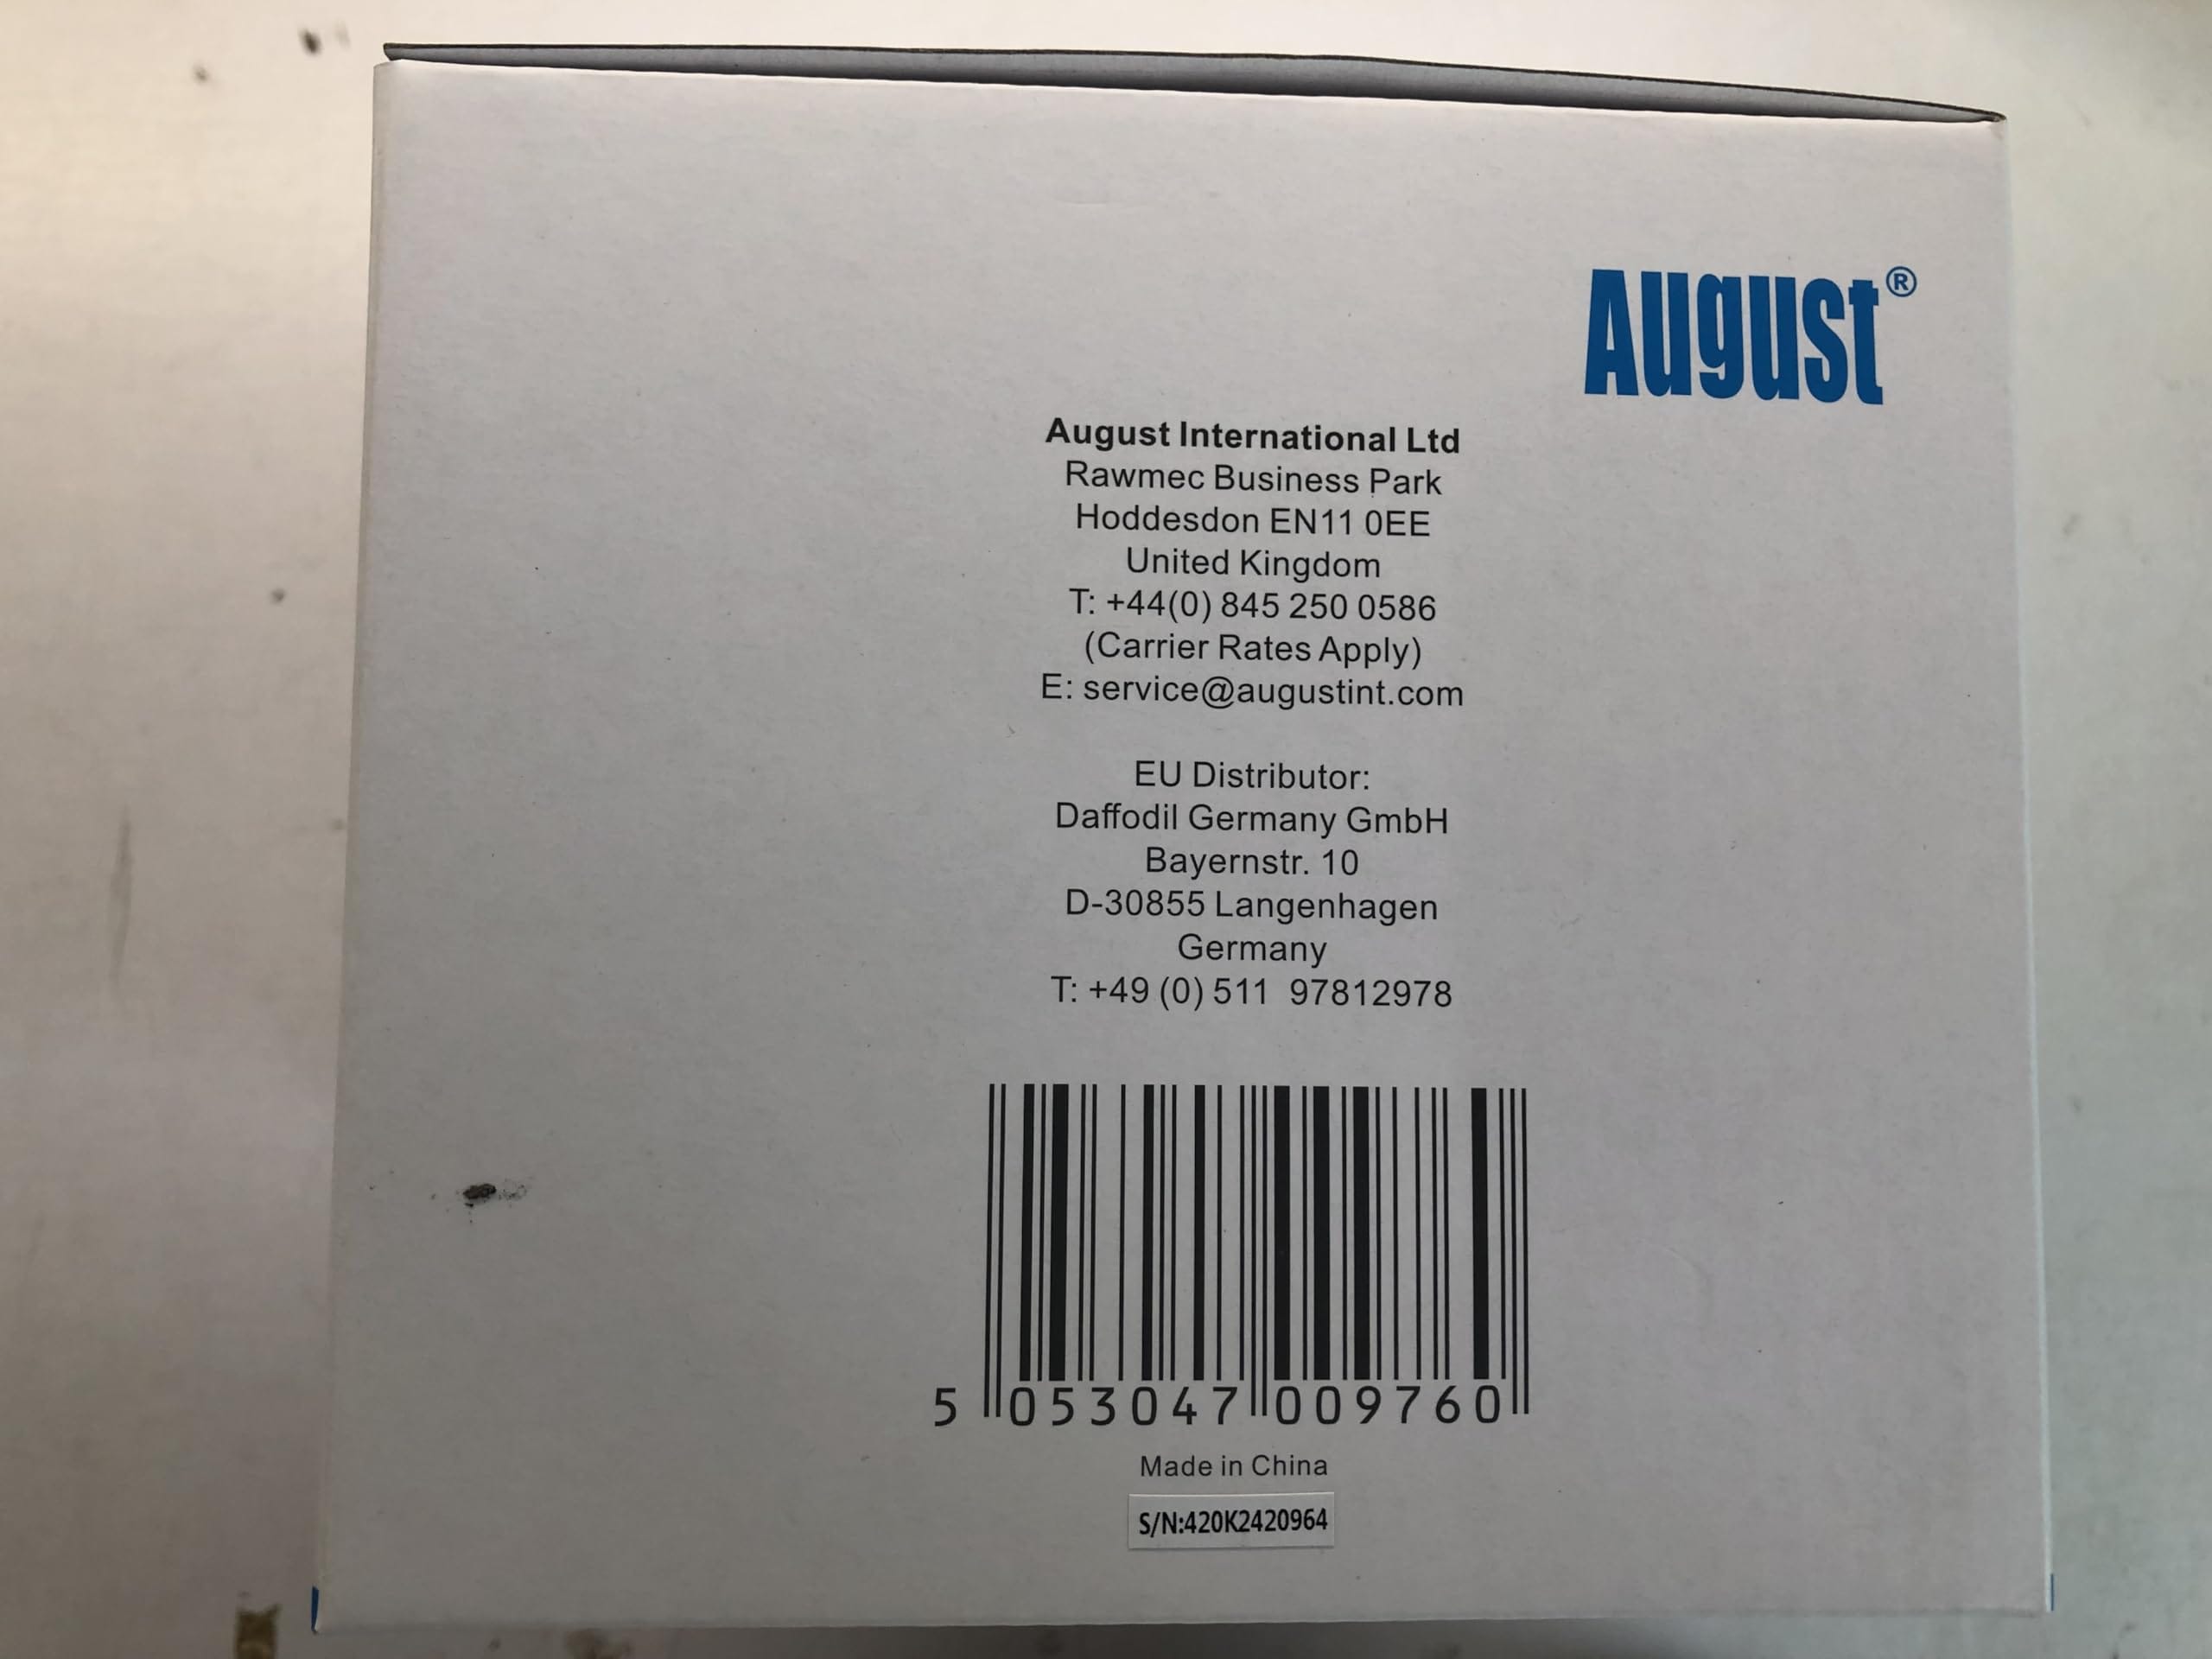 August®
August International Ltd
Rawmec Business Park
Hoddesdon EN11 0EE
United Kingdom
T: +44(0) 845 250 0586
(Carrier Rates Apply)
E: service@augustint.com
EU Distributor:
Daffodil Germany GmbH
Bayernstr. 10
D-30855 Langenhagen
Germany
T: +49 (0) 511 97812978
5 053047 009760
Made in China
S/N:420K2420964